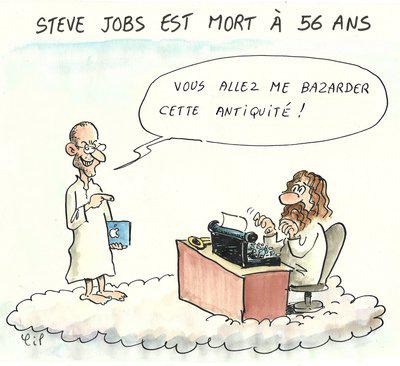 STEVE JOBS EST MORT À 56 ANS
VOUS ALLEZ ME BAZARDER
CETTE ANTIQUITÉ !